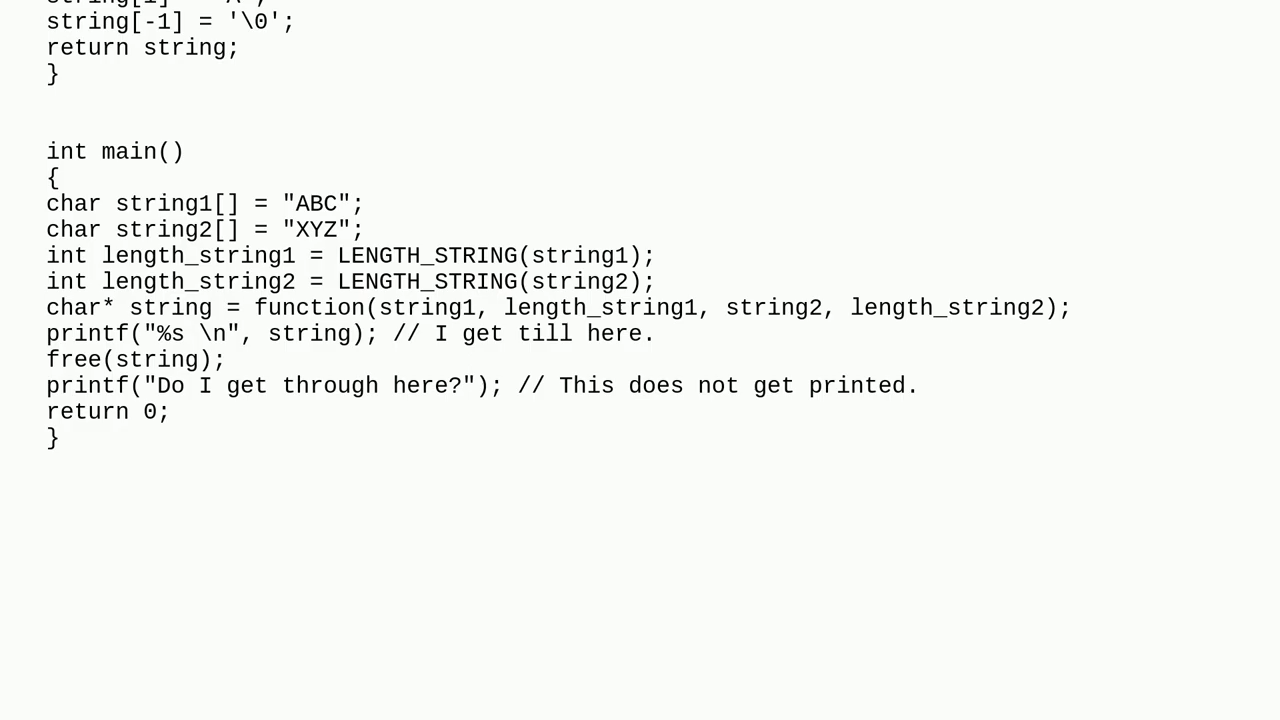 string[-1] = '\0';
return string;
}
int main()
{
char string1[] = "ABC";
char string2[] = "XYZ";
int length_string1 = LENGTH_STRING(string1);
int length_string2 = LENGTH_STRING(string2);
char* string = function(string1, length_string1, string2, length_string2);
printf("%s \n", string); // I get till here.
free(string);
printf("Do I get through here?"); // This does not get printed.
return 0;
}